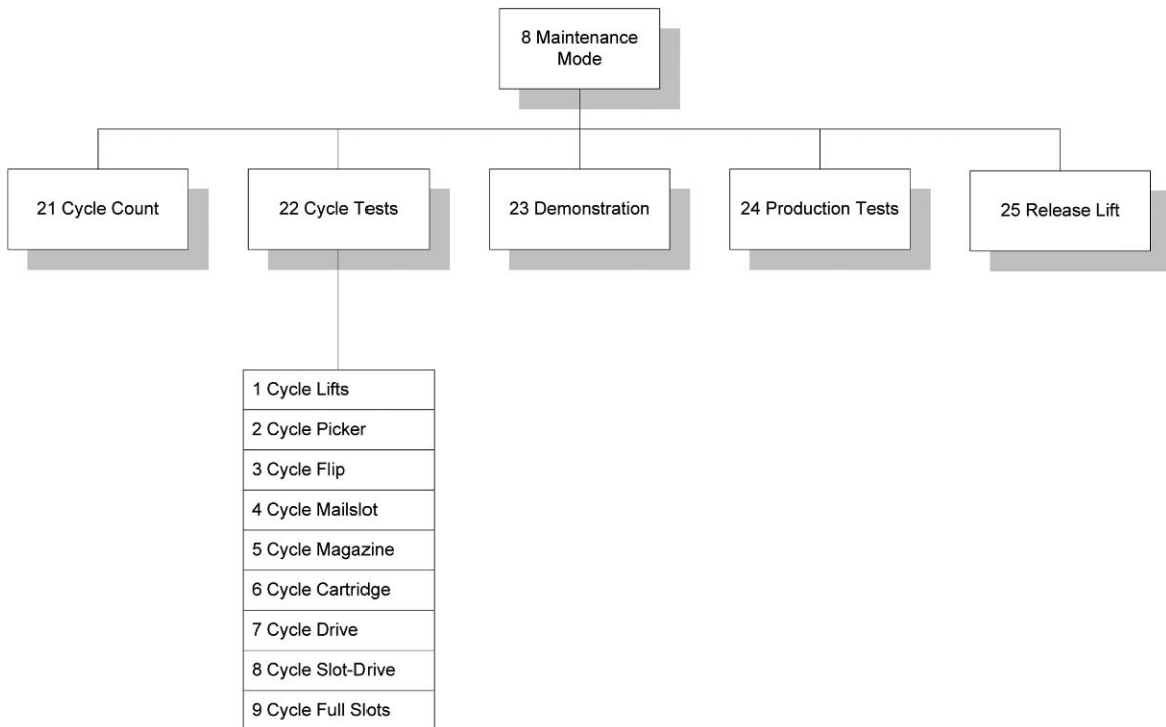 8 Maintenance
Mode
21 Cycle Count
22 Cycle Tests
23 Demonstration
24 Production Tests
25 Release Lift
1 Cycle Lifts
2 Cycle Picker
3 Cycle Flip
4 Cycle Mailslot
5 Cycle Magazine
6 Cycle Cartridge
7 Cycle Drive
8 Cycle Slot-Drive
9 Cycle Full Slots